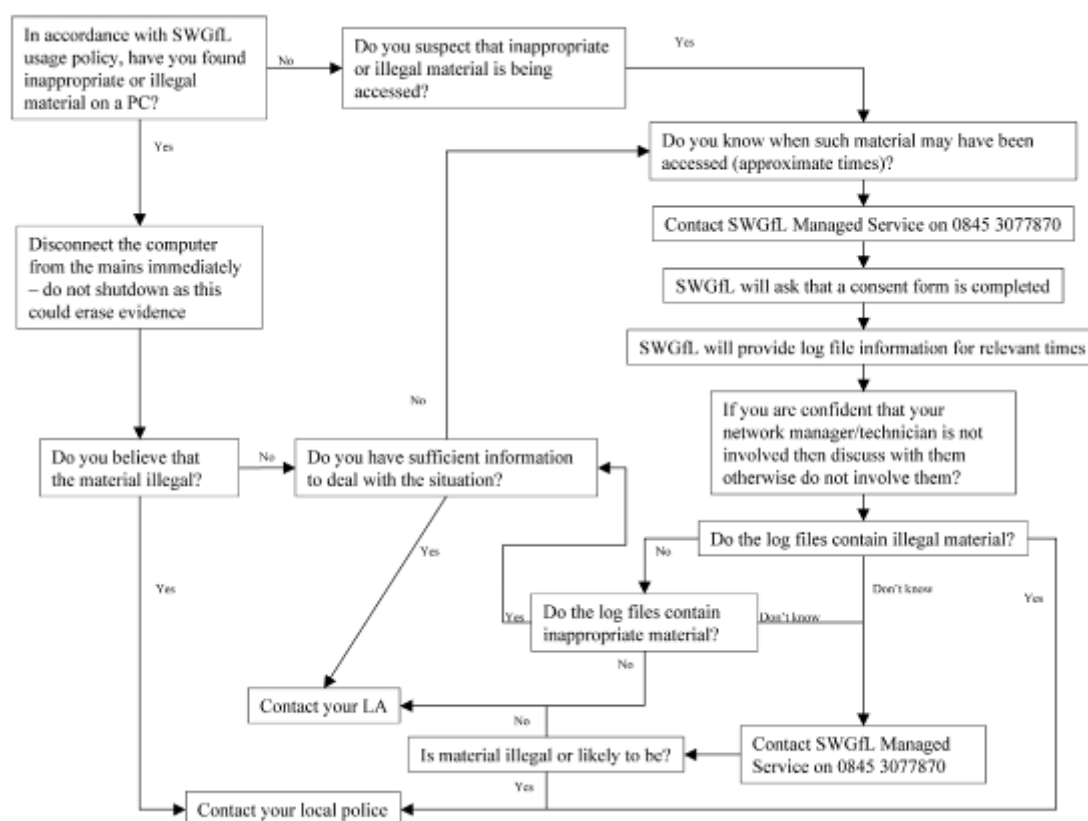 In accordance with SWGfL
usage policy, have you found
inappropriate or illegal
material on a PC?
No
Do you suspect that inappropriate
or illegal material is being
accessed?
Yes
Yes
Do you know when such material may have been
accessed (approximate times)?
Contact SWGfL Managed Service on 0845 3077870
Disconnect the computer
from the mains immediately
– do not shutdown as this
could erase evidence
SWGfL will ask that a consent form is completed
SWGfL will provide log file information for relevant times
No
If you are confident that your
network manager/technician is not
involved then discuss with them
otherwise do not involve them?
Do you believe that
the material illegal?
No
Do you have sufficient information
to deal with the situation?
Do the log files contain illegal material?
Yes
No
Don't know
Yes
Yes
Yes
Do the log files contain
inappropriate material?
Don't know
No
Contact your LA
No
Is material illegal or likely to be?
Contact SWGfL Managed
Service on 0845 3077870
Yes
Contact your local police